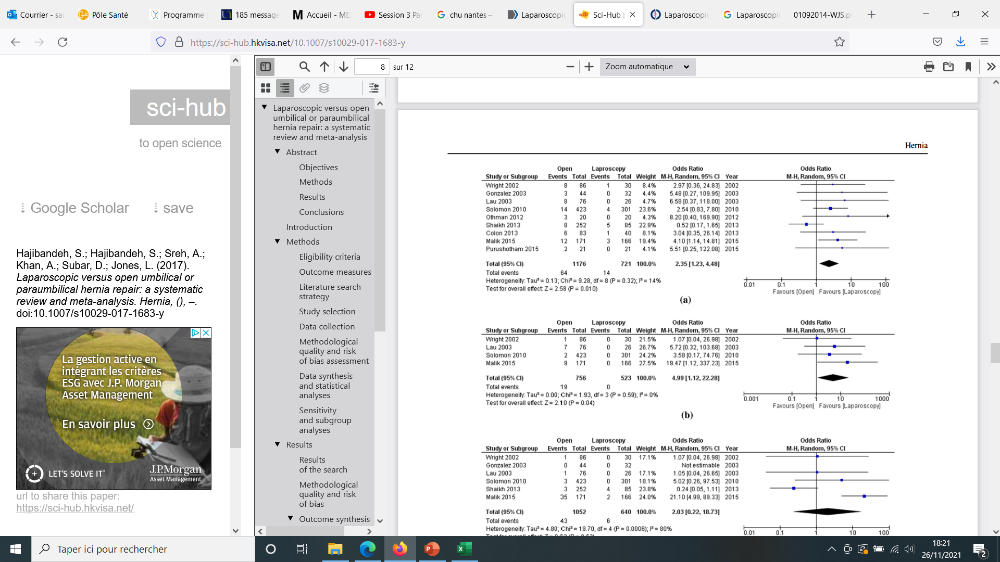 Courrier - sa
Pôle Santé
Programme
185 message
Accueil - ME
Session 3 Par
chu nantes –
Laparoscopic
Sci-Hub |
Laparoscopic
Laparoscopic
01092014-WJS.p
https://sci-hub.hkvisa.net/10.1007/s10029-017-1683-y
8 sur 12
Zoom automatique
sci-hub
to open science
Google Scholar
save
Hajibandeh, S.; Hajibandeh, S.; Sreh, A.;
Khan, A.; Subar, D.; Jones, L. (2017).
Laparoscopic versus open umbilical or
paraumbilical hernia repair: a systematic
review and meta-analysis. Hernia, (), –.
doi:10.1007/s10029-017-1683-y
La gestion active en
intégrant les critères
ESG avec J.P. Morgan
Asset Management
En savoir plus
LET'S SOLVE IT
J.P.Morgan
Asset Management
url to share this paper:
https://sci-hub.hkvisa.net/
Laparoscopic versus open
umbilical or paraumbilical
hernia repair: a systematic
review and meta-analysis
Abstract
Objectives
Methods
Results
Conclusions
Introduction
Methods
Eligibility criteria
Outcome measures
Literature search
strategy
Study selection
Data collection
Methodological
quality and risk
of bias assessment
Data synthesis
and statistical
analyses
Sensitivity
and subgroup
analyses
Results
Results
of the search
Methodological
quality and risk
of bias
Outcome synthesis
Hernia
Open Laproscopy Odds Ratio Odds Ratio
Study or Subgroup Events Total Events Total Weight M-H, Random, 95% CI Year M-H, Random, 95% CI
Wright 2002 8 86 1 30 8.4% 2.97 [0.36, 24.83] 2002
Gonzalez 2003 3 44 0 32 4.4% 5.48 [0.27, 109.95] 2003
Lau 2003 8 76 0 26 4.7% 6.58 [0.37, 118.00] 2003
Solomon 2010 14 423 4 301 23.6% 2.54 [0.83, 7.80] 2010
Othman 2012 3 20 0 20 4.3% 8.20 [0.40, 169.90] 2012
Shaikh 2013 8 252 5 85 22.9% 0.52 [0.17, 1.65] 2013
Colon 2013 6 83 1 40 8.1% 3.04 [0.35, 26.14] 2013
Malik 2015 12 171 3 166 19.4% 4.10 [1.14, 14.81] 2015
Purushotham 2015 2 21 0 21 4.1% 5.51 [0.25, 122.08] 2015
Total (95% CI) 1176 721 100.0% 2.35 [1.23, 4.48]
Total events 64 14
Heterogeneity: Tau² = 0.13; Chi² = 9.28, df = 8 (P = 0.32); I² = 14%
Test for overall effect: Z = 2.58 (P = 0.010)
0.01 0.1 1 10 100
Favours [Open] Favours [Laparoscopy]
(a)
Open Laproscopy Odds Ratio Odds Ratio
Study or Subgroup Events Total Events Total Weight M-H, Random, 95% CI Year M-H, Random, 95% CI
Wright 2002 1 86 0 30 21.5% 1.07 [0.04, 26.98] 2002
Lau 2003 7 76 0 26 26.7% 5.72 [0.32, 103.68] 2003
Solomon 2010 2 423 0 301 24.2% 3.58 [0.17, 74.76] 2010
Malik 2015 9 171 0 166 27.5% 19.47 [1.12, 337.23] 2015
Total (95% CI) 756 523 100.0% 4.99 [1.12, 22.28]
Total events 19 0
Heterogeneity: Tau² = 0.00; Chi² = 1.93, df = 3 (P = 0.59); I² = 0%
Test for overall effect: Z = 2.10 (P = 0.04)
0.001 0.1 1 10 1000
Favours [Open] Favours [Laparoscopy]
(b)
Open Laproscopy Odds Ratio Odds Ratio
Study or Subgroup Events Total Events Total Weight M-H, Random, 95% CI Year M-H, Random, 95% CI
Wright 2002 1 86 0 30 17.1% 1.07 [0.04, 26.98] 2002
Gonzalez 2003 0 44 0 32 Not estimable 2003
Lau 2003 1 76 0 26 17.1% 1.05 [0.04, 26.65] 2003
Solomon 2010 3 423 0 301 18.1% 5.02 [0.26, 97.53] 2010
Shaikh 2013 3 252 4 85 23.8% 0.24 [0.05, 1.11] 2013
Malik 2015 35 171 2 166 24.0% 21.10 [4.99, 89.33] 2015
Total (95% CI) 1052 640 100.0% 2.03 [0.22, 18.73]
Total events 43 6
Heterogeneity: Tau² = 4.80; Chi² = 19.70, df = 4 (P = 0.0006); I² = 80%
0.01 0.1 1 10 100
Taper ici pour rechercher
18:21
26/11/2021
2